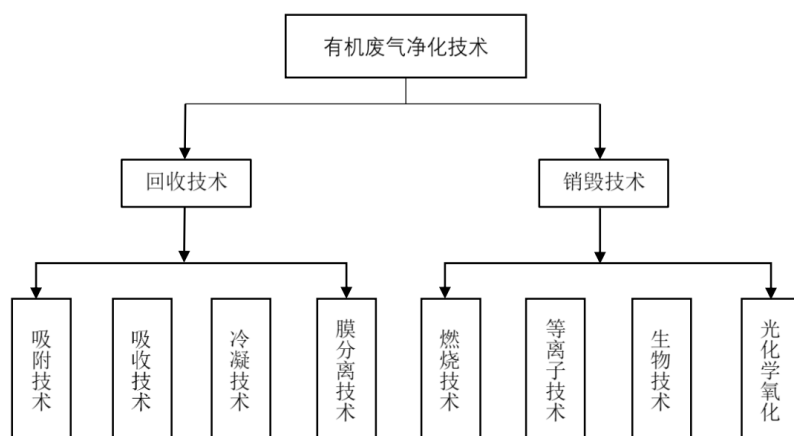 有机废气净化技术
回收技术
销毁技术
吸附技术
吸收技术
冷凝技术
膜分离技术
燃烧技术
等离子技术
生物技术
光化学氧化